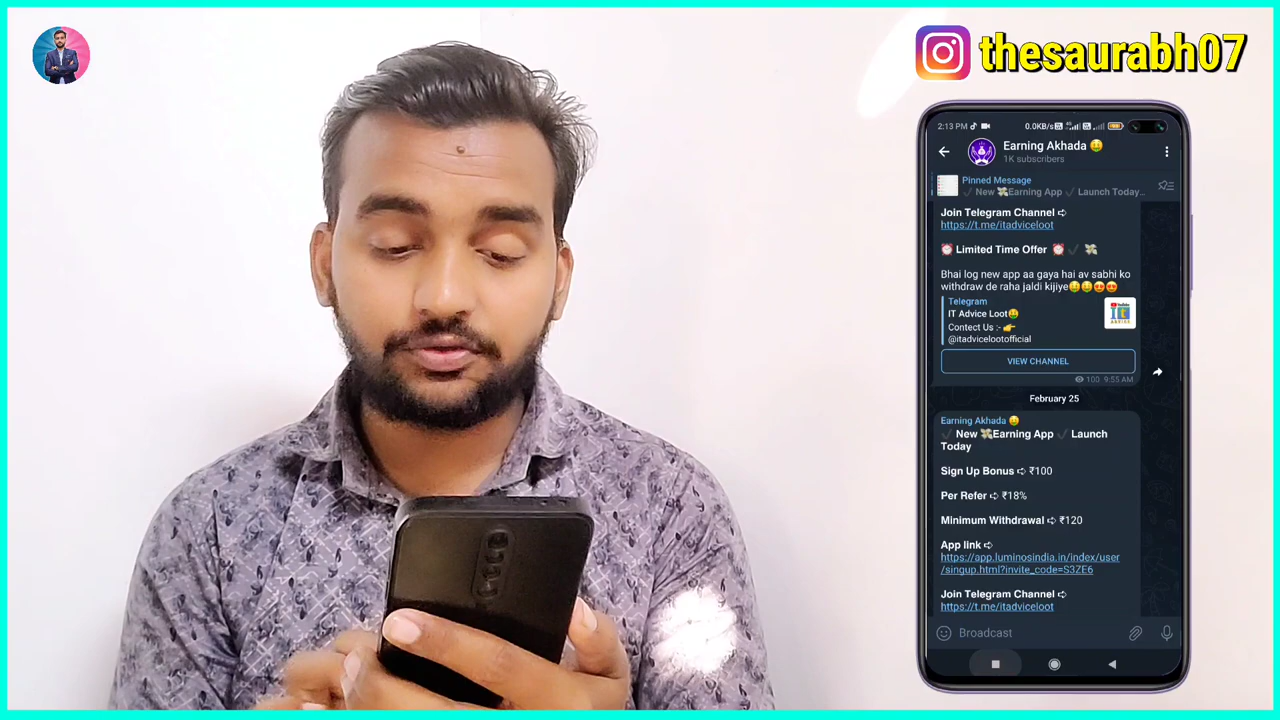 thesaurabh07
2:13 PM
0.0KB/s
Earning Akhada
1K subscribers
Pinned Message
New Earning App Launch Today...
Join Telegram Channel
https://t.me/itadviceloot
Limited Time Offer
Bhai log new app aa gaya hai av sabhi ko
withdraw de raha jaldi kijiye
Telegram
IT Advice Loot
Contact Us :-
@itadvicelootofficial
VIEW CHANNEL
100 9:55 AM
February 25
Earning Akhada
New Earning App Launch
Today
Sign Up Bonus ➪ ₹100
Per Refer ➪ ₹18%
Minimum Withdrawal ➪ ₹120
App link ➪
https://app.luminosindia.in/index/user
/singup.html?invite_code=S3ZE6
Join Telegram Channel ➪
https://t.me/itadviceloot
Broadcast